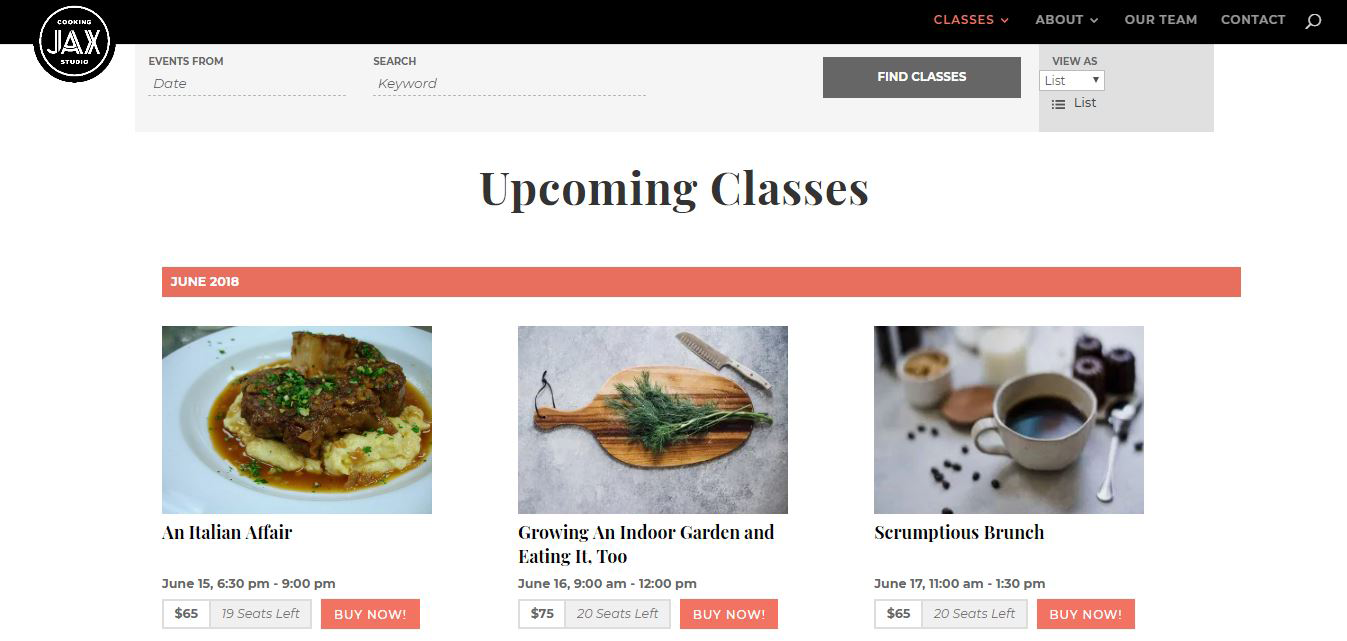 COOKING
JAX
STUDIO
CLASSES
ABOUT
OUR TEAM
CONTACT
EVENTS FROM
Date
SEARCH
Keyword
FIND CLASSES
VIEW AS
List
List
Upcoming Classes
JUNE 2018
An Italian Affair
June 15, 6:30 pm - 9:00 pm
$65
19 Seats Left
BUY NOW!
Growing An Indoor Garden and
Eating It, Too
June 16, 9:00 am - 12:00 pm
$75
20 Seats Left
BUY NOW!
Scrumptious Brunch
June 17, 11:00 am - 1:30 pm
$65
20 Seats Left
BUY NOW!